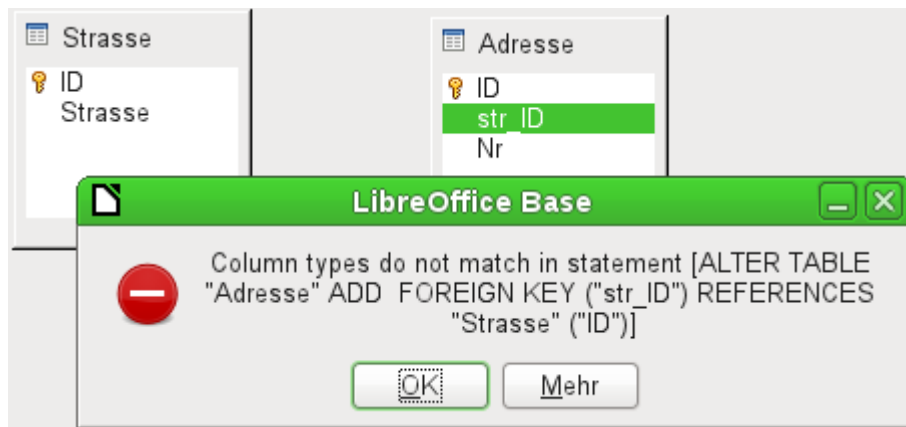 Strasse
ID
Strasse
Adresse
ID
str_ID
Nr
LibreOffice Base
Column types do not match in statement [ALTER TABLE
"Adresse" ADD  FOREIGN KEY ("str_ID") REFERENCES
"Strasse" ("ID")]
OK
Mehr